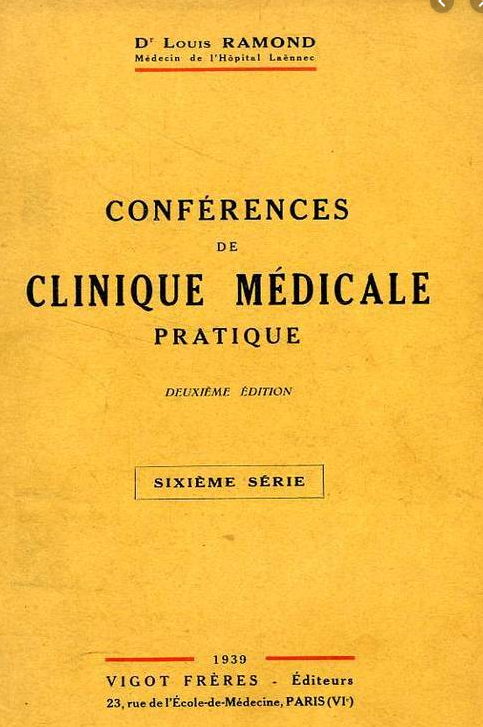 Dʳ Louis RAMOND
Médecin de l'Hôpital Laënnec
CONFÉRENCES
DE
CLINIQUE MÉDICALE
PRATIQUE
DEUXIÈME ÉDITION
SIXIÈME SÉRIE
1939
VIGOT FRÈRES - Éditeurs
23, rue de l'École-de-Médecine, PARIS (VIᵉ)